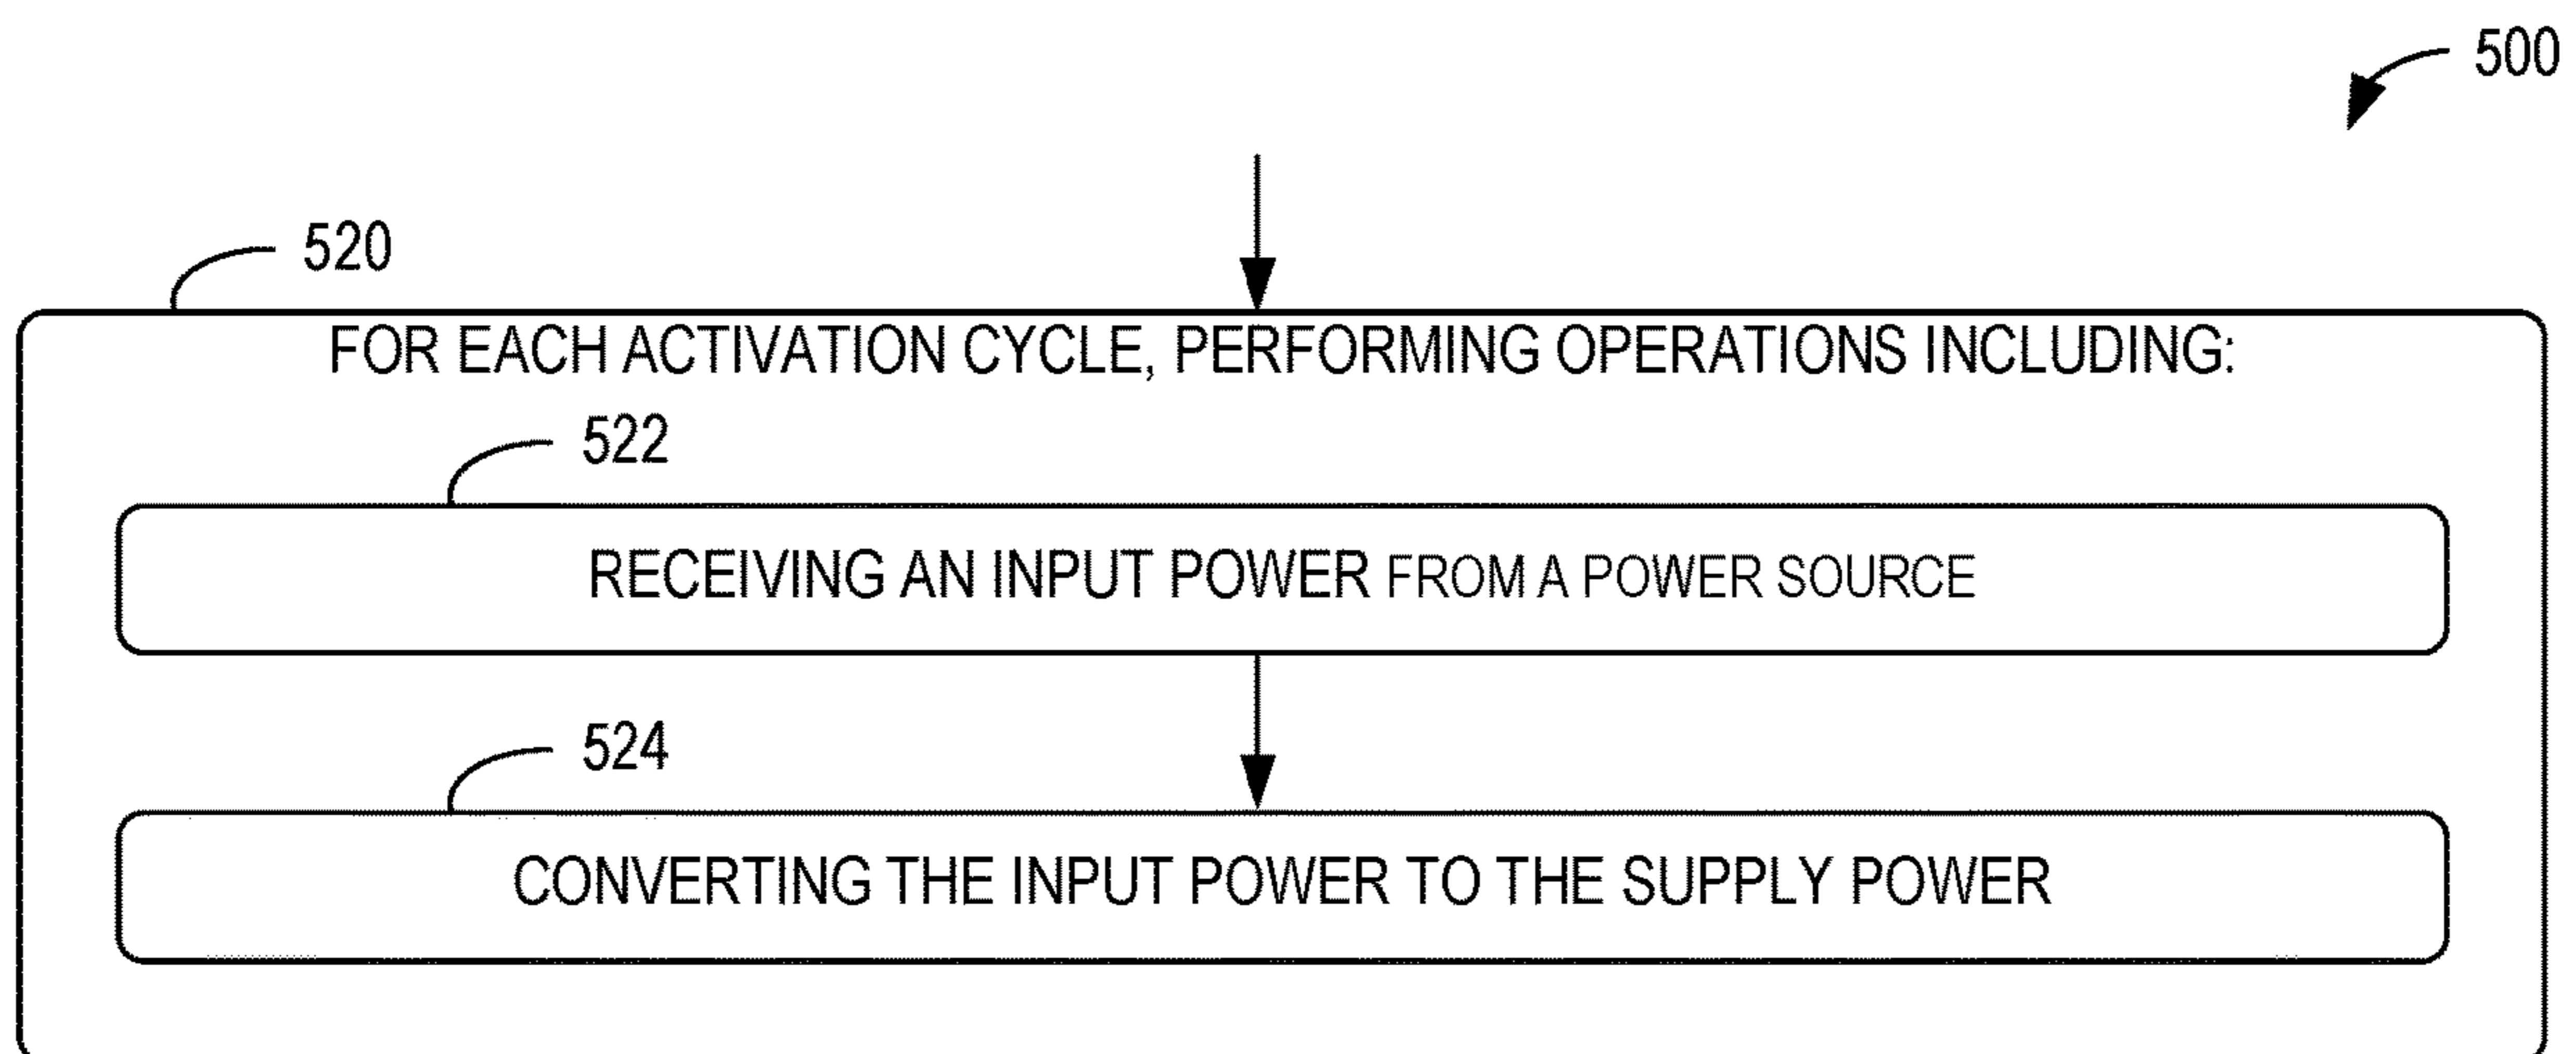 500
520
FOR EACH ACTIVATION CYCLE, PERFORMING OPERATIONS INCLUDING:
522
RECEIVING AN INPUT POWER FROM A POWER SOURCE
524
CONVERTING THE INPUT POWER TO THE SUPPLY POWER